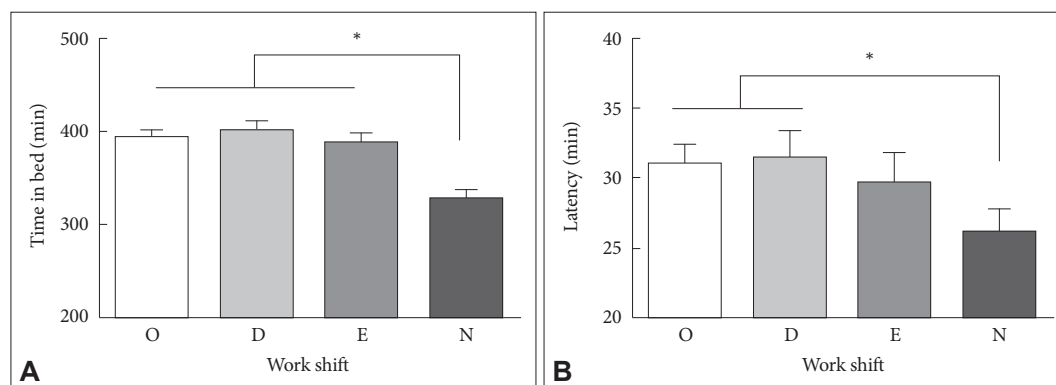 500
400
300
200
Time in bed (min)
*
O D E N
Work shift
A
40
35
30
25
20
Latency (min)
*
O D E N
Work shift
B